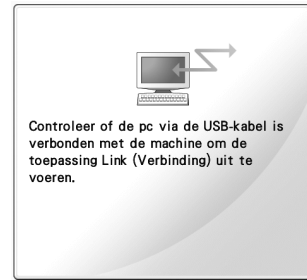 Controleer of de pc via de USB-kabel is
verbonden met de machine om de
toepassing Link (Verbinding) uit te
voeren.